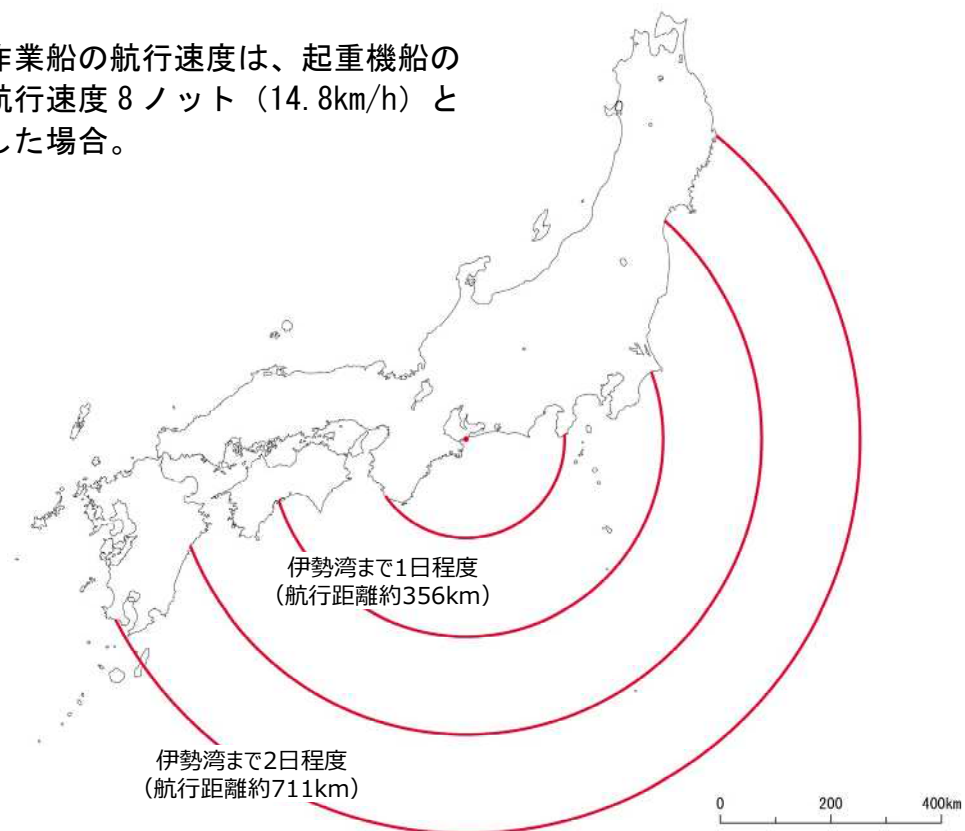 作業船の航行速度は、起重機船の
航行速度8ノット（14.8km/h）と
した場合。
伊勢湾まで1日程度
（航行距離約356km）
伊勢湾まで2日程度
（航行距離約711km）
0 200 400km